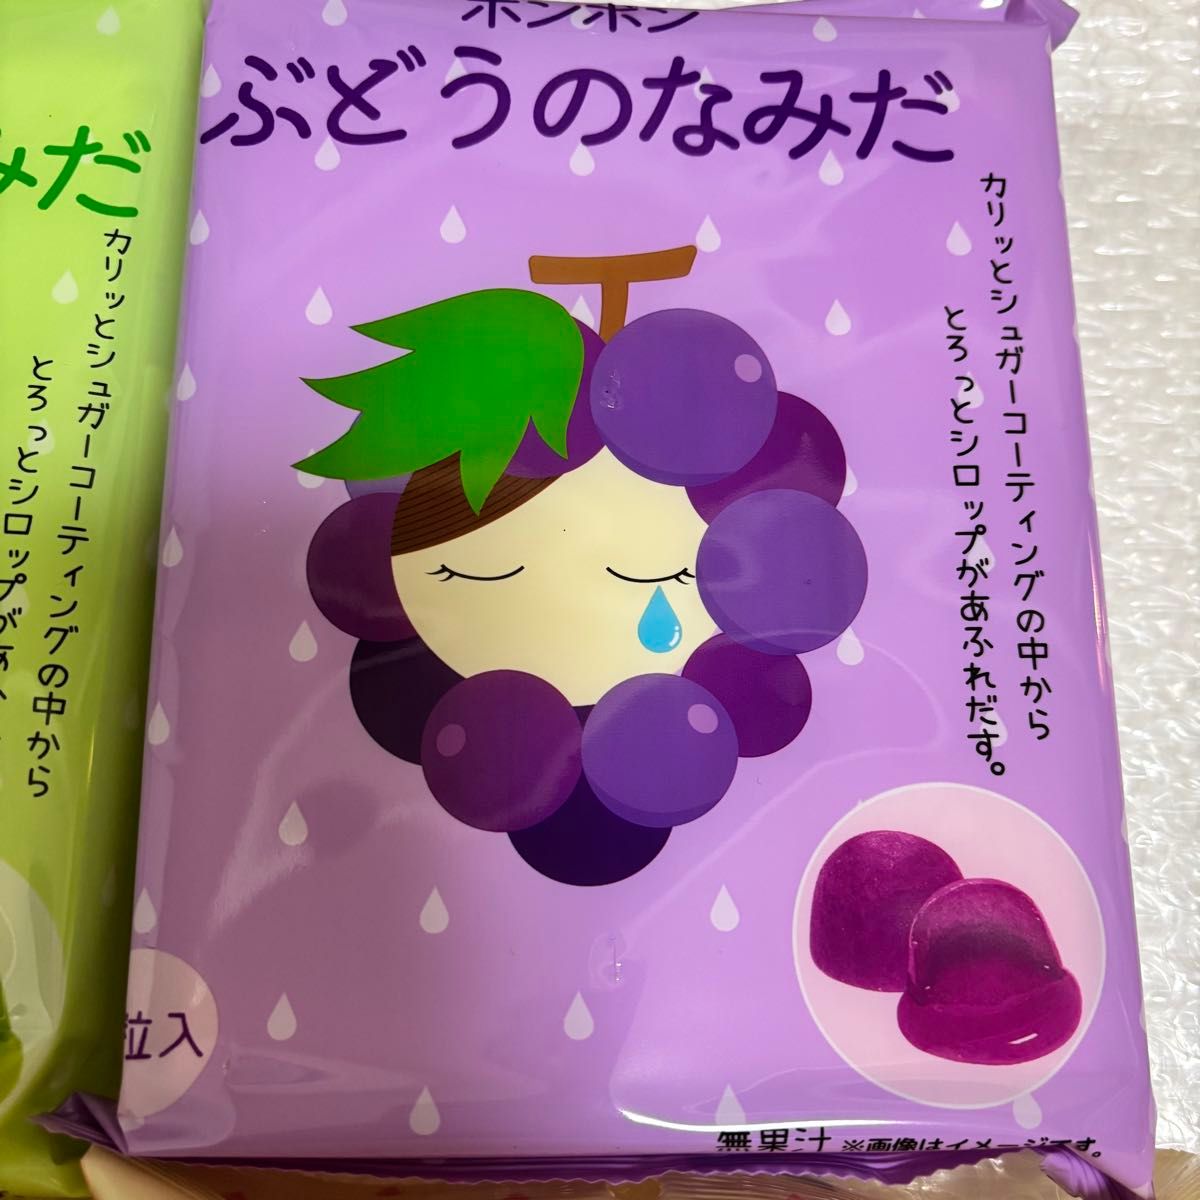 ボンボン
ぶどうのなみだ
カリッとシュガーコーティングの中から
とろっとシロップがあふれだす。
粒入
無果汁 ※画像はイメージです。
みだ
カリッとシュガーコーティングの中から
とろっとシロップがあ